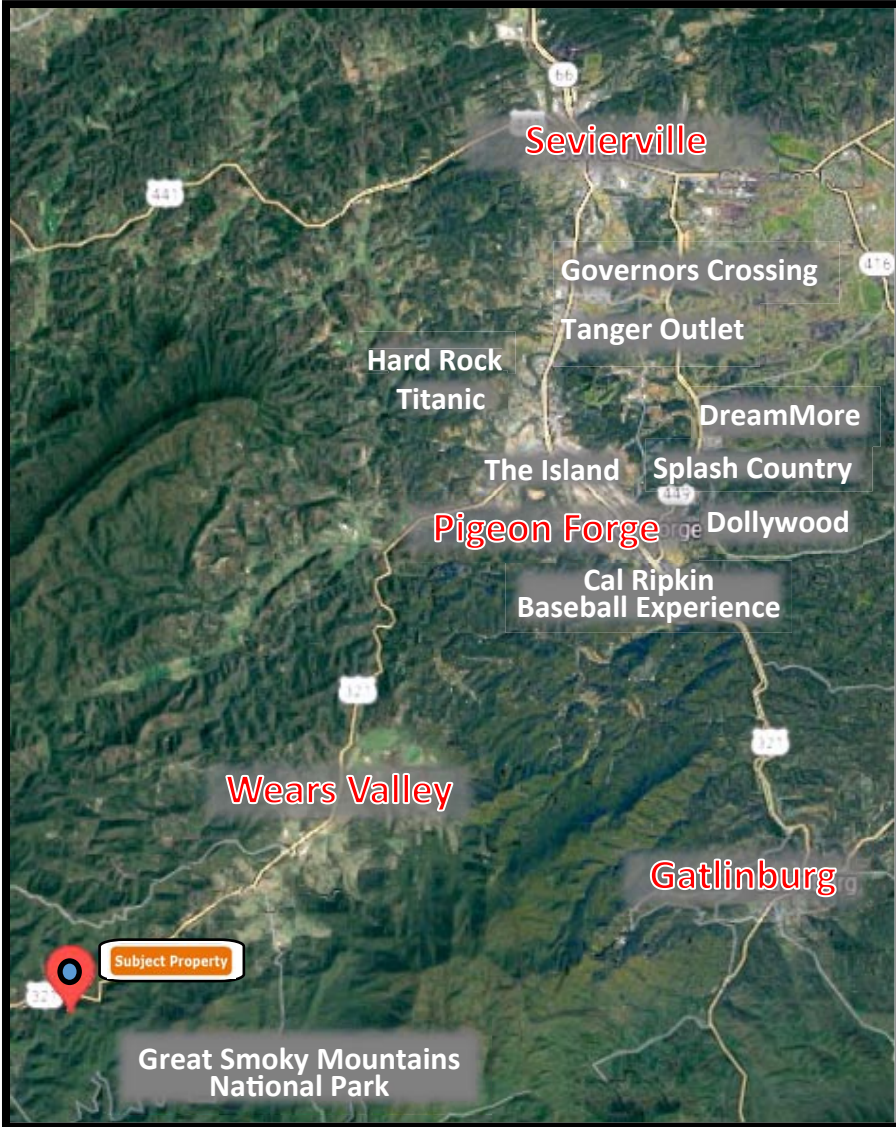 66
Sevierville
441
Governors Crossing
416
Tanger Outlet
Hard Rock
Titanic
DreamMore
The Island
Splash Country
449
Pigeon Forge
Dollywood
Cal Ripkin
Baseball Experience
321
321
Wears Valley
Gatlinburg
Subject Property
321
Great Smoky Mountains
National Park